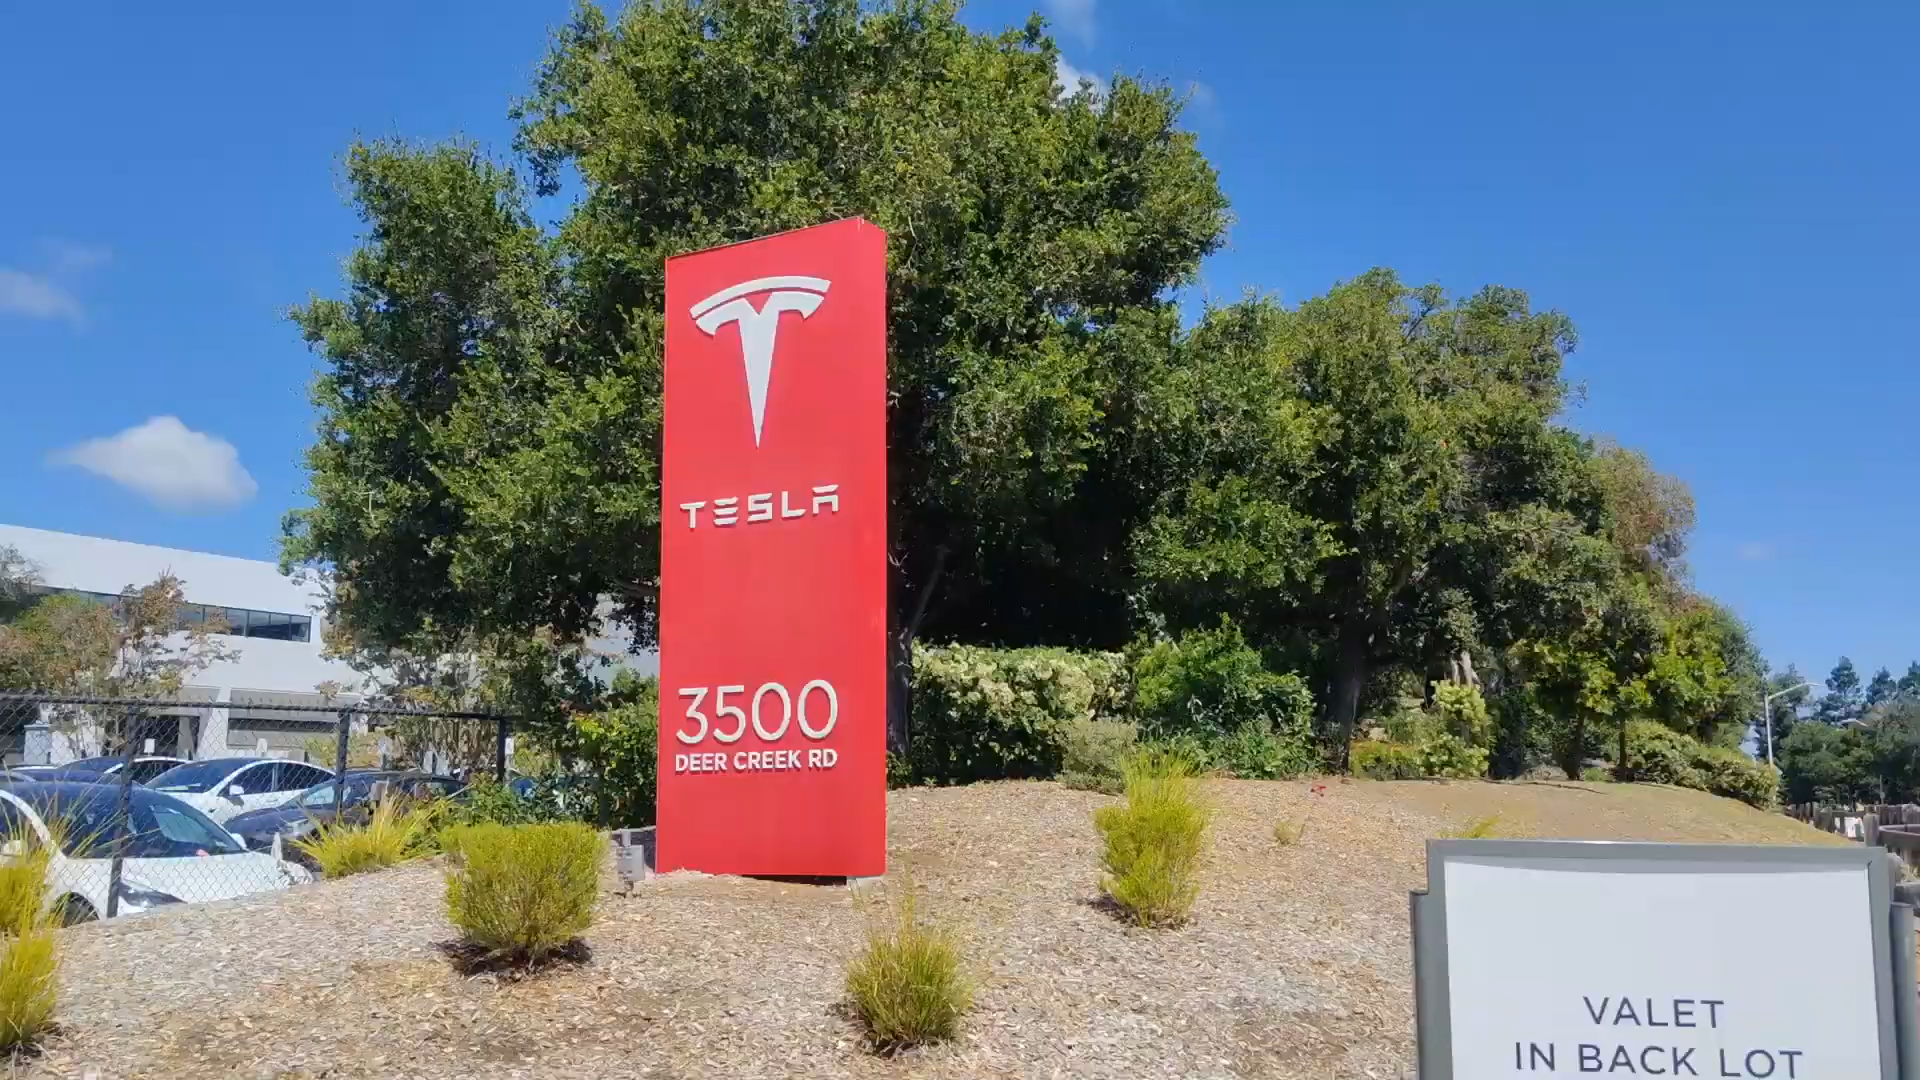 TESLA
3500
DEER CREEK RD
VALET
IN BACK LOT